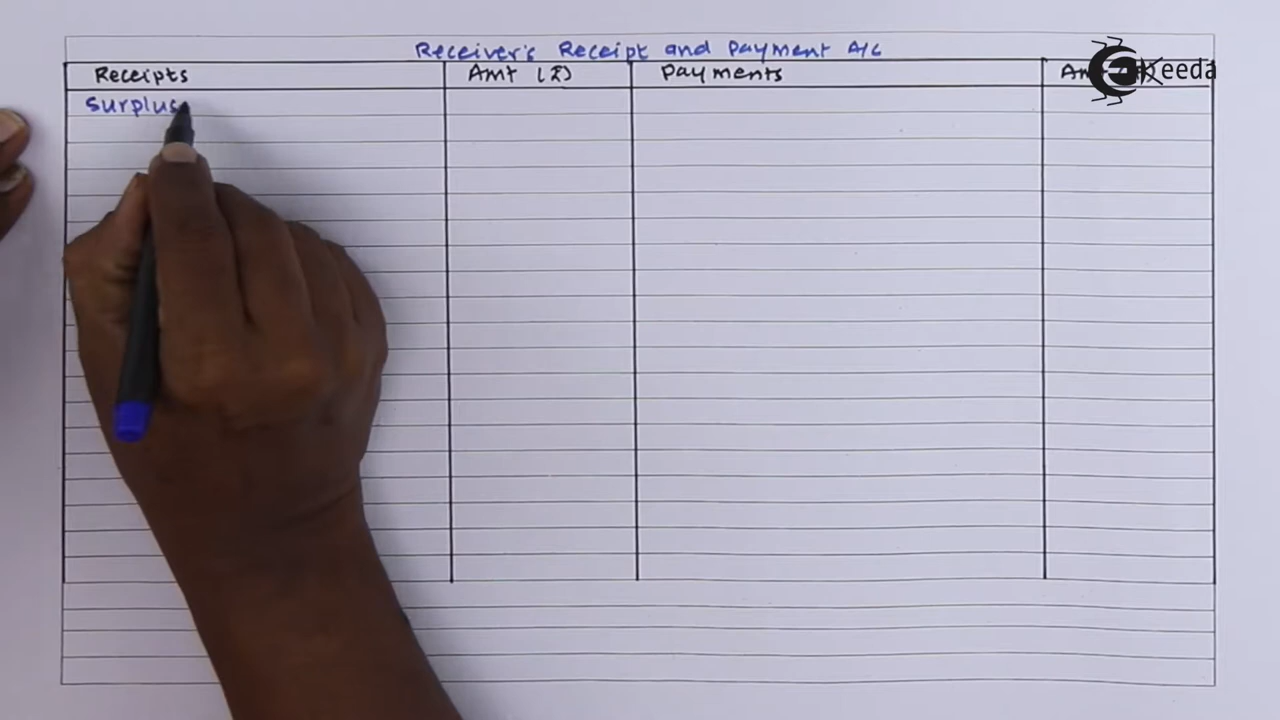 Receiver's Receipt and Payment A/c
Receipts Amt (₹) Payments
Surplus